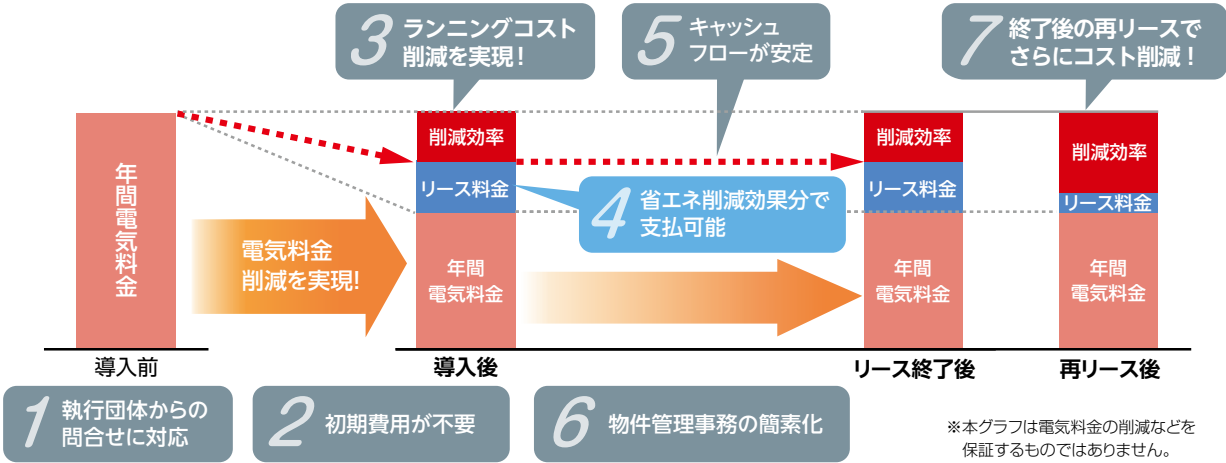 3 ランニングコスト
削減を実現！
5 キャッシュ
フローが安定
7 終了後の再リースで
さらにコスト削減！
年間電気料金
電気料金
削減を実現!
削減効率
リース料金
年間
電気料金
4 省エネ削減効果分で
支払可能
削減効率
リース料金
年間
電気料金
削減効率
リース料金
年間
電気料金
導入前
導入後
リース終了後
再リース後
1 執行団体からの
問合せに対応
2 初期費用が不要
6 物件管理事務の簡素化
※本グラフは電気料金の削減などを
保証するものではありません。